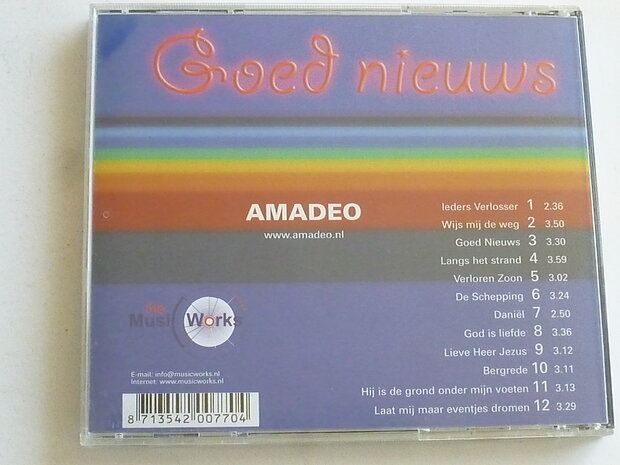 Goed nieuws
AMADEO
www.amadeo.nl
Ieders Verlosser 1 2.36
Wijs mij de weg 2 3.50
Goed Nieuws 3 3.30
Langs het strand 4 3.59
Verloren Zoon 5 3.02
De Schepping 6 3.24
Daniël 7 2.50
God is liefde 8 3.36
Lieve Heer Jezus 9 3.12
Bergrede 10 3.11
Hij is de grond onder mijn voeten 11 3.13
Laat mij maar eventjes dromen 12 3.29
the
Music Works
E-mail: info@musicworks.nl
Internet: www.musicworks.nl
8 713542 007704